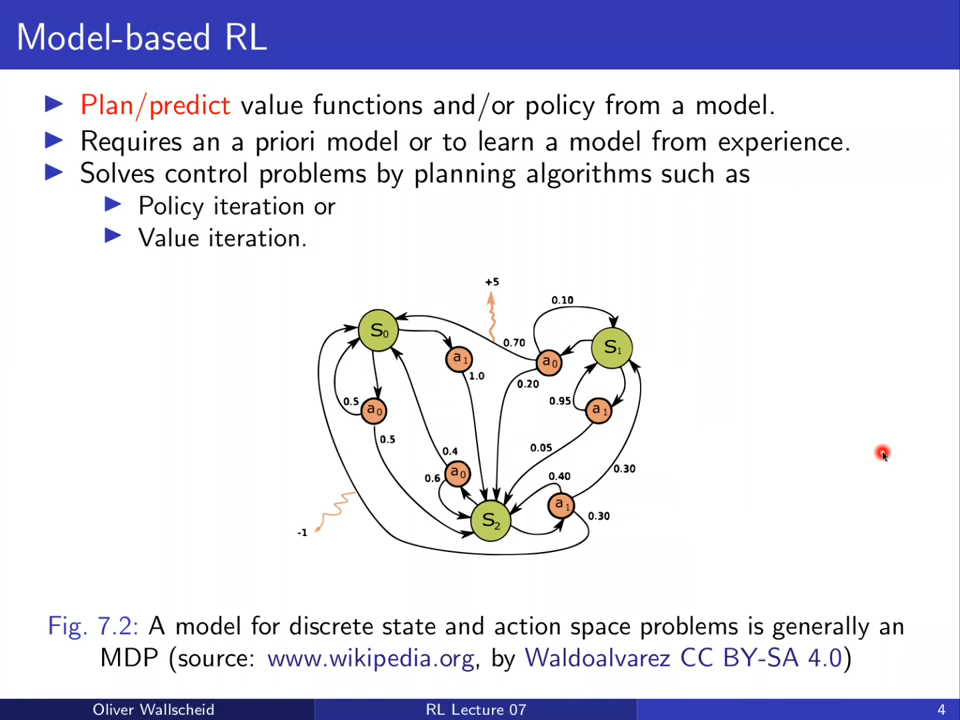 Model-based RL
Plan/predict value functions and/or policy from a model.
Requires an a priori model or to learn a model from experience.
Solves control problems by planning algorithms such as
Policy iteration or
Value iteration.
+5
0.10
S₀
0.70
S₁
a₁
a₀
1.0
0.20
0.5
a₀
0.95
a₁
0.5
0.4
0.05
0.6
a₀
0.40
0.30
S₂
a₁
0.30
-1
Fig. 7.2: A model for discrete state and action space problems is generally an
MDP (source: www.wikipedia.org, by Waldoalvarez CC BY-SA 4.0)
Oliver Wallscheid
RL Lecture 07
4